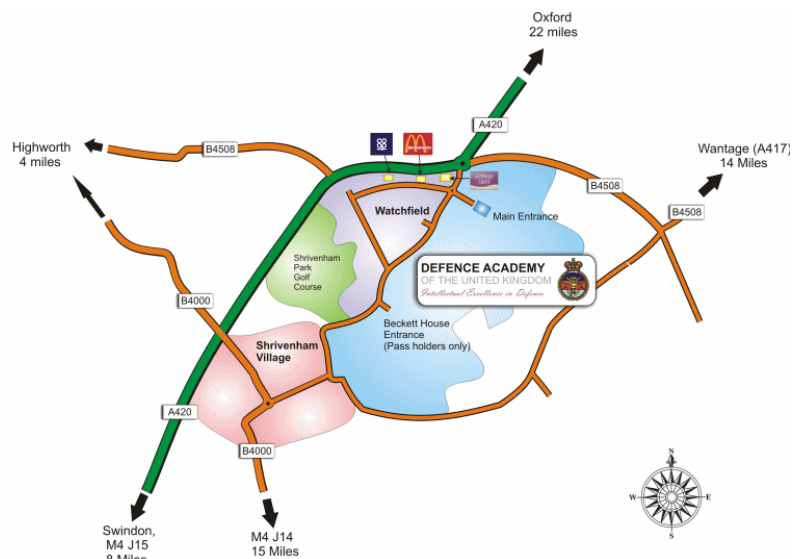 Oxford
22 miles
A420
Highworth
4 miles
B4508
Wantage (A417)
14 Miles
B4508
B4508
Watchfield
Main Entrance
DEFENCE ACADEMY
OF THE UNITED KINGDOM
Intellectual Excellence in Defence
Shrivenham
Park
Golf
Course
B4000
Beckett House
Entrance
(Pass holders only)
Shrivenham
Village
A420
B4000
N
W
E
S
Swindon,
M4 J15
8 Miles
M4 J14
15 Miles